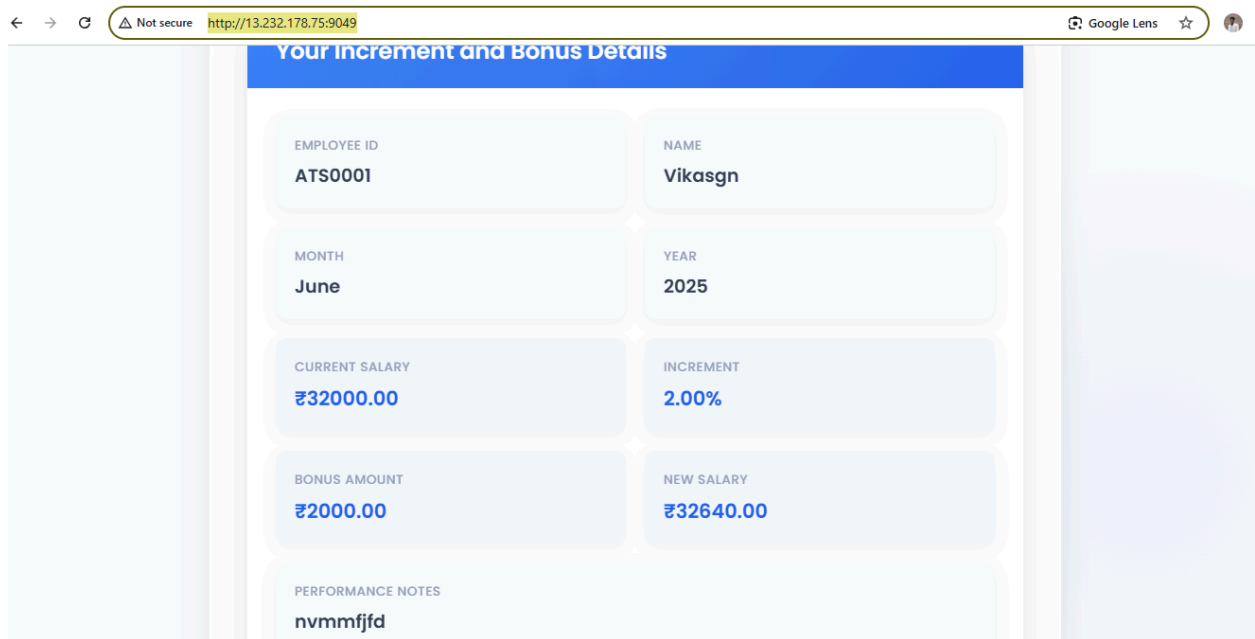 Not secure http://13.232.178.75:9049 Google Lens
Your Increment and Bonus Details
EMPLOYEE ID
ATS0001
NAME
Vikasgn
MONTH
June
YEAR
2025
CURRENT SALARY
₹32000.00
INCREMENT
2.00%
BONUS AMOUNT
₹2000.00
NEW SALARY
₹32640.00
PERFORMANCE NOTES
nvmmfjfd